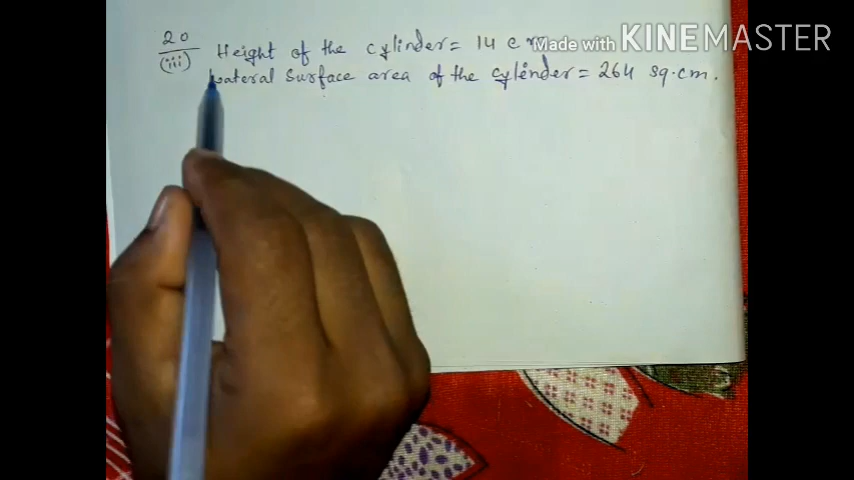 20
(iii) Height of the cylinder = 14 cm
Made with KINEMASTER
Lateral Surface area of the cylinder = 264 sq.cm.